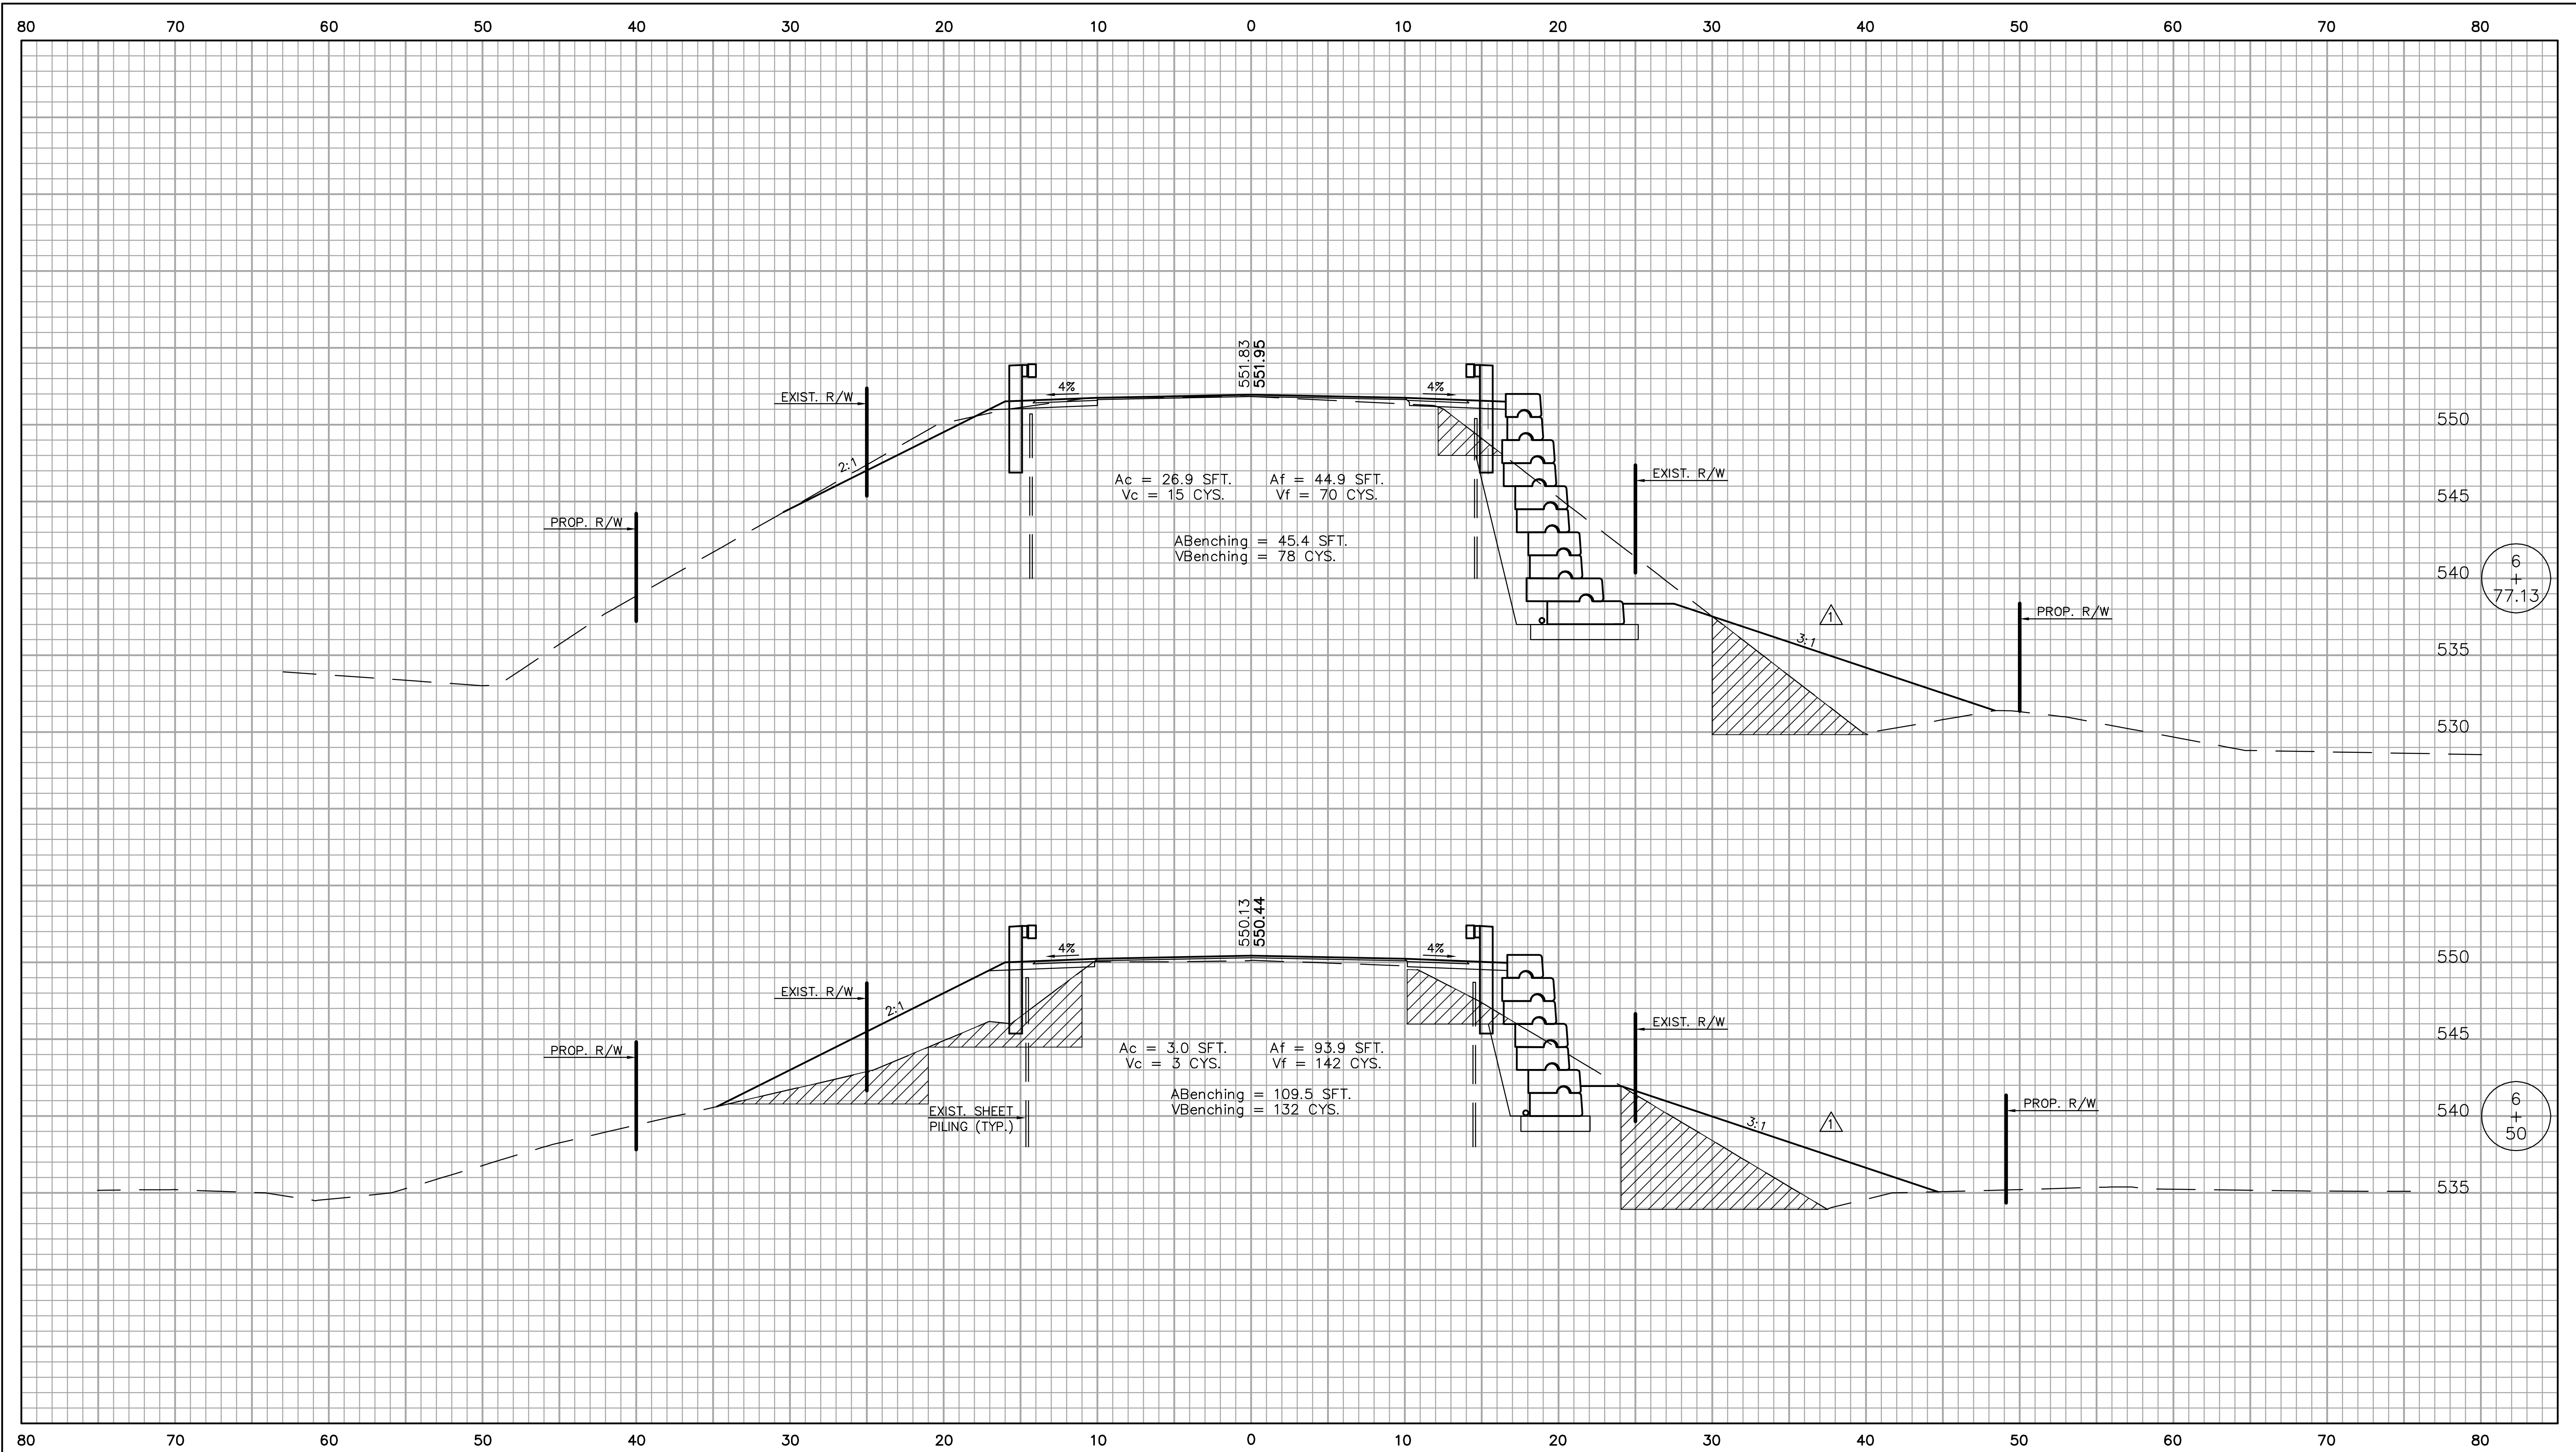 80 70 60 50 40 30 20 10 0 10 20 30 40 50 60 70 80
551.83
551.95
EXIST. R/W
4%
4%
550
2:1
Ac = 26.9 SFT. Af = 44.9 SFT.
Vc = 15 CYS. Vf = 70 CYS.
EXIST. R/W
545
PROP. R/W
ABenching = 45.4 SFT.
VBenching = 78 CYS.
540
6
+
77.13
1
PROP. R/W
3:1
535
530
550.13
550.44
4%
4%
550
EXIST. R/W
2:1
EXIST. R/W
545
PROP. R/W
Ac = 3.0 SFT. Af = 93.9 SFT.
Vc = 3 CYS. Vf = 142 CYS.
ABenching = 109.5 SFT.
VBenching = 132 CYS.
EXIST. SHEET
PILING (TYP.)
3:1
1
PROP. R/W
540
6
+
50
535
80 70 60 50 40 30 20 10 0 10 20 30 40 50 60 70 80